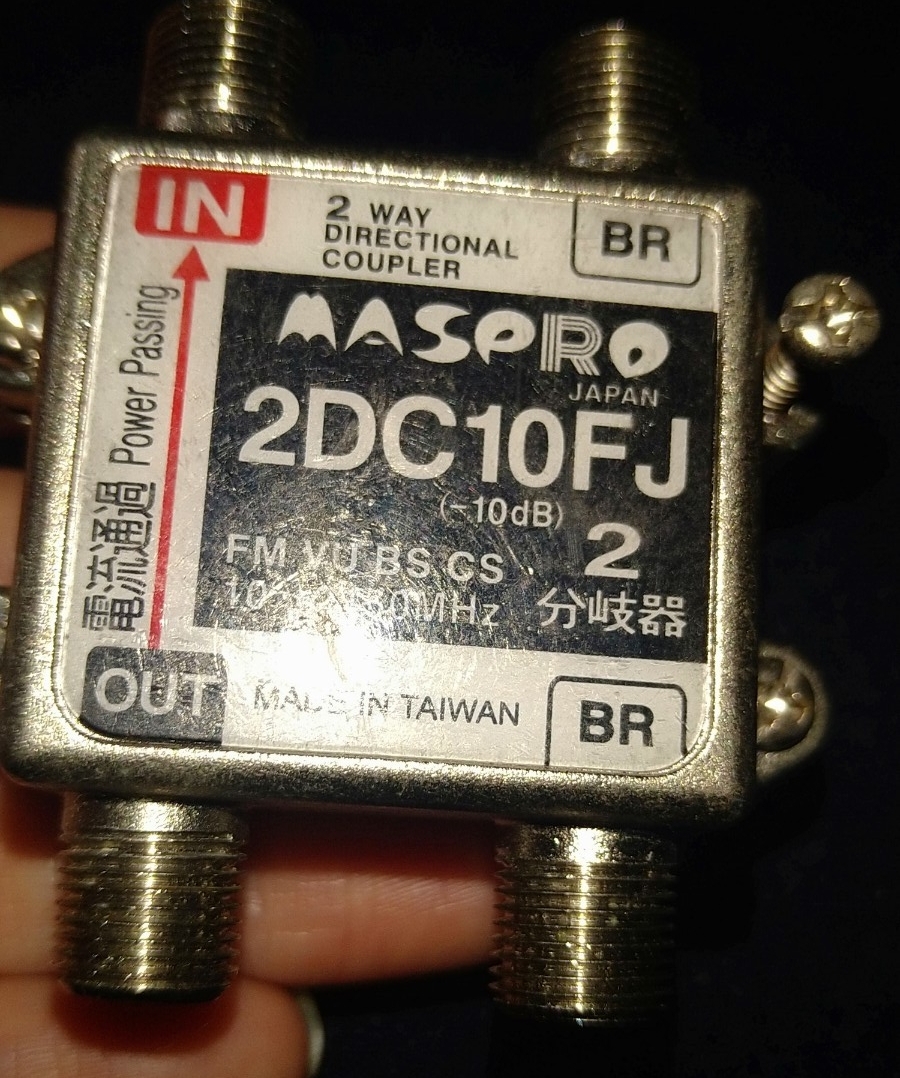 IN
2 WAY
DIRECTIONAL
COUPLER
BR
電流通過 Power Passing
MASPRO
JAPAN
2DC10FJ
(-10dB)
FM VU BS CS
MHz
2
分岐器
OUT
MADE IN TAIWAN
BR